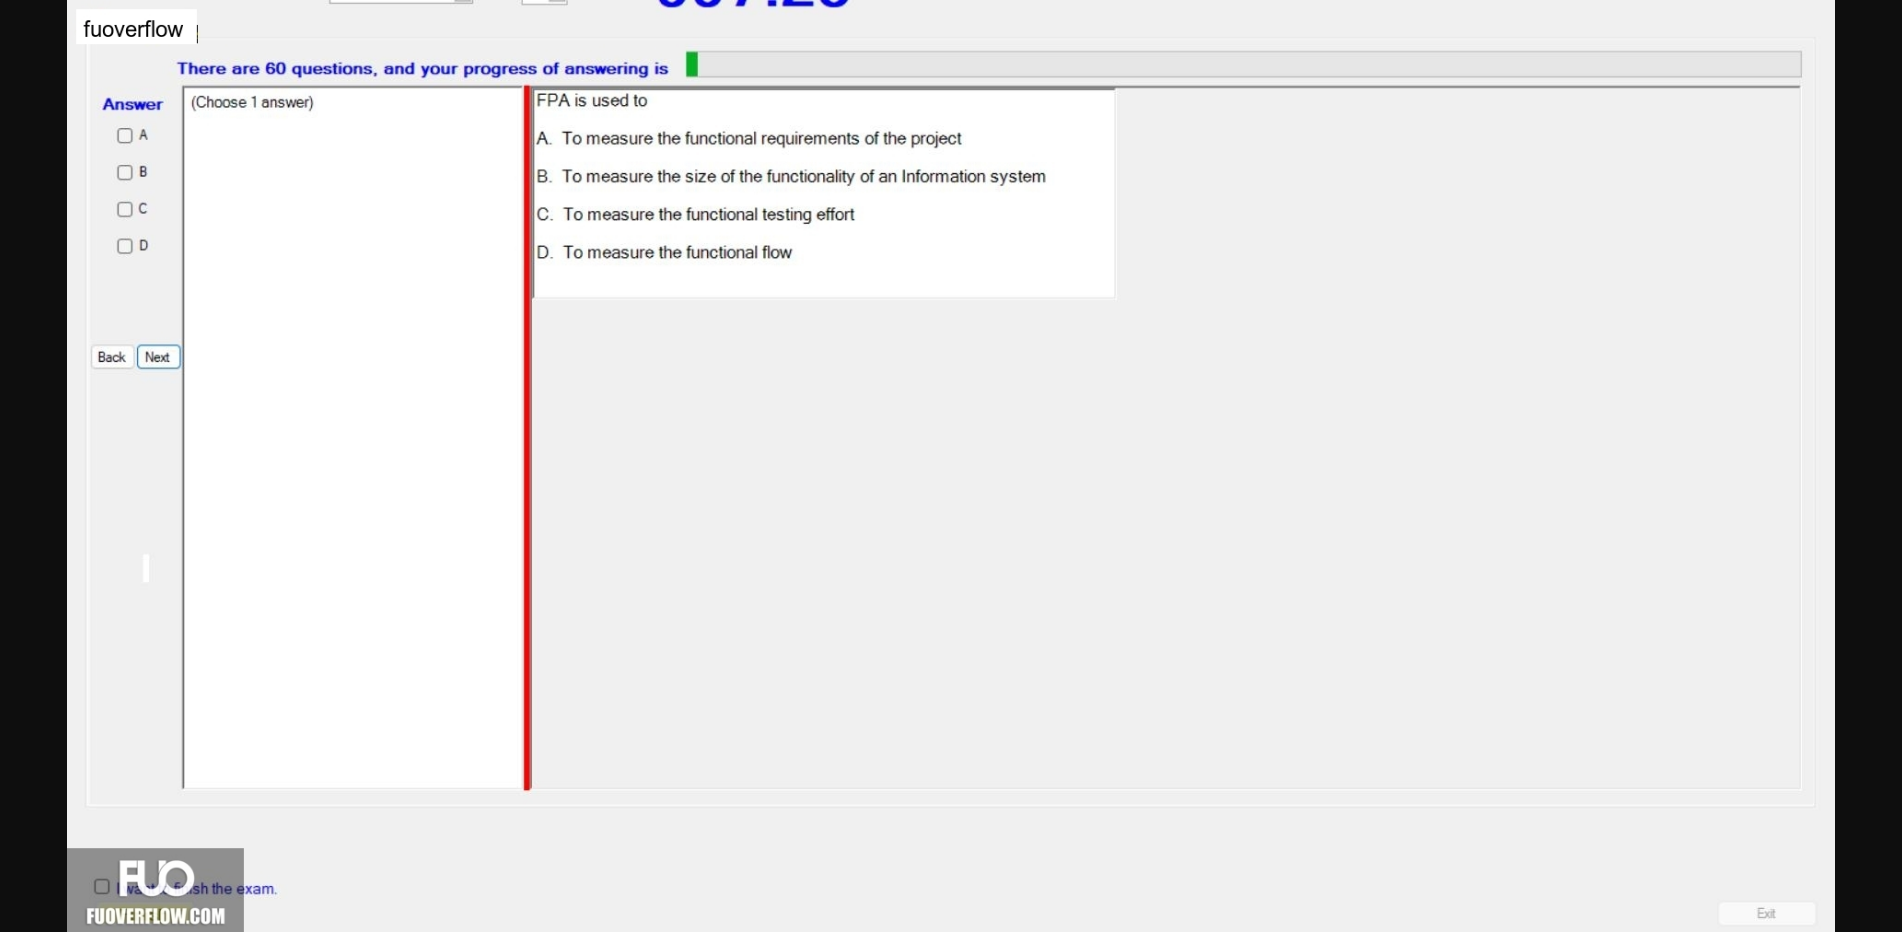 fuoverflow
There are 60 questions, and your progress of answering is
Answer
(Choose 1 answer)
A
B
C
D
Back Next
FPA is used to
A. To measure the functional requirements of the project
B. To measure the size of the functionality of an Information system
C. To measure the functional testing effort
D. To measure the functional flow
FUO
I want finish the exam.
FUOVERFLOW.COM
Exit